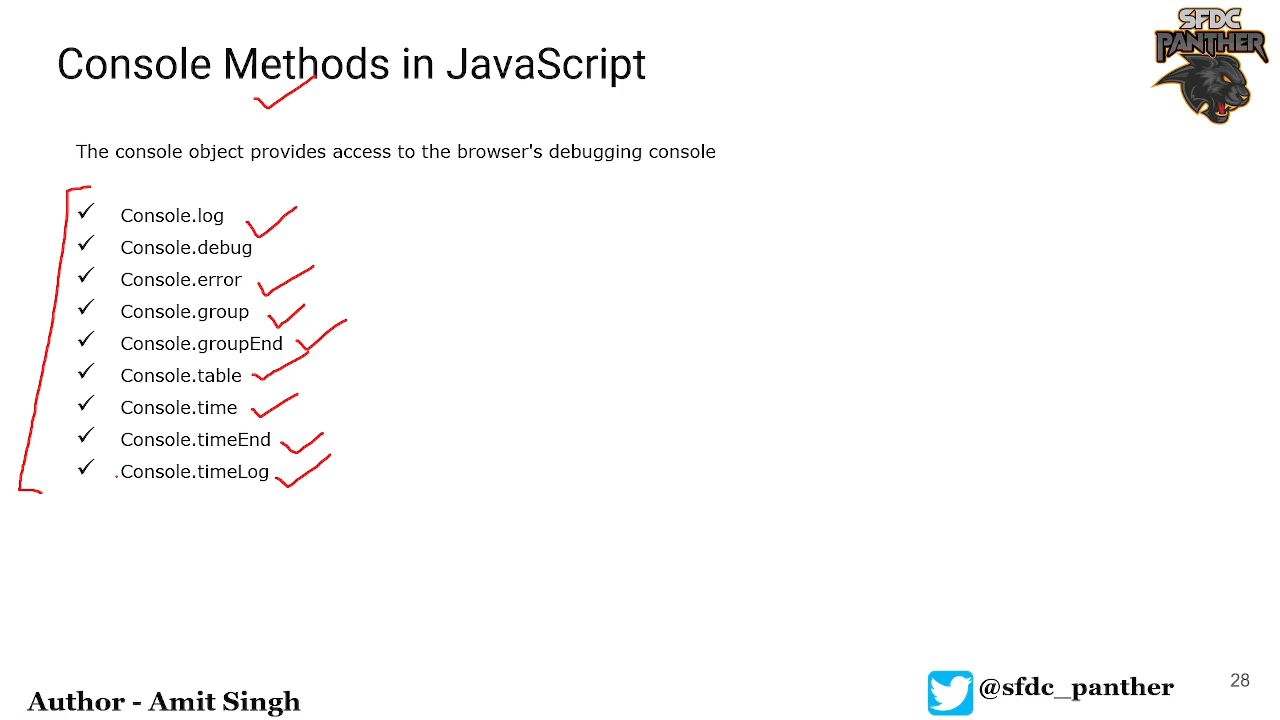 SFDC
PANTHER
Console Methods in JavaScript
The console object provides access to the browser's debugging console
Console.log
Console.debug
Console.error
Console.group
Console.groupEnd
Console.table
Console.time
Console.timeEnd
Console.timeLog
Author - Amit Singh
@sfdc_panther
28